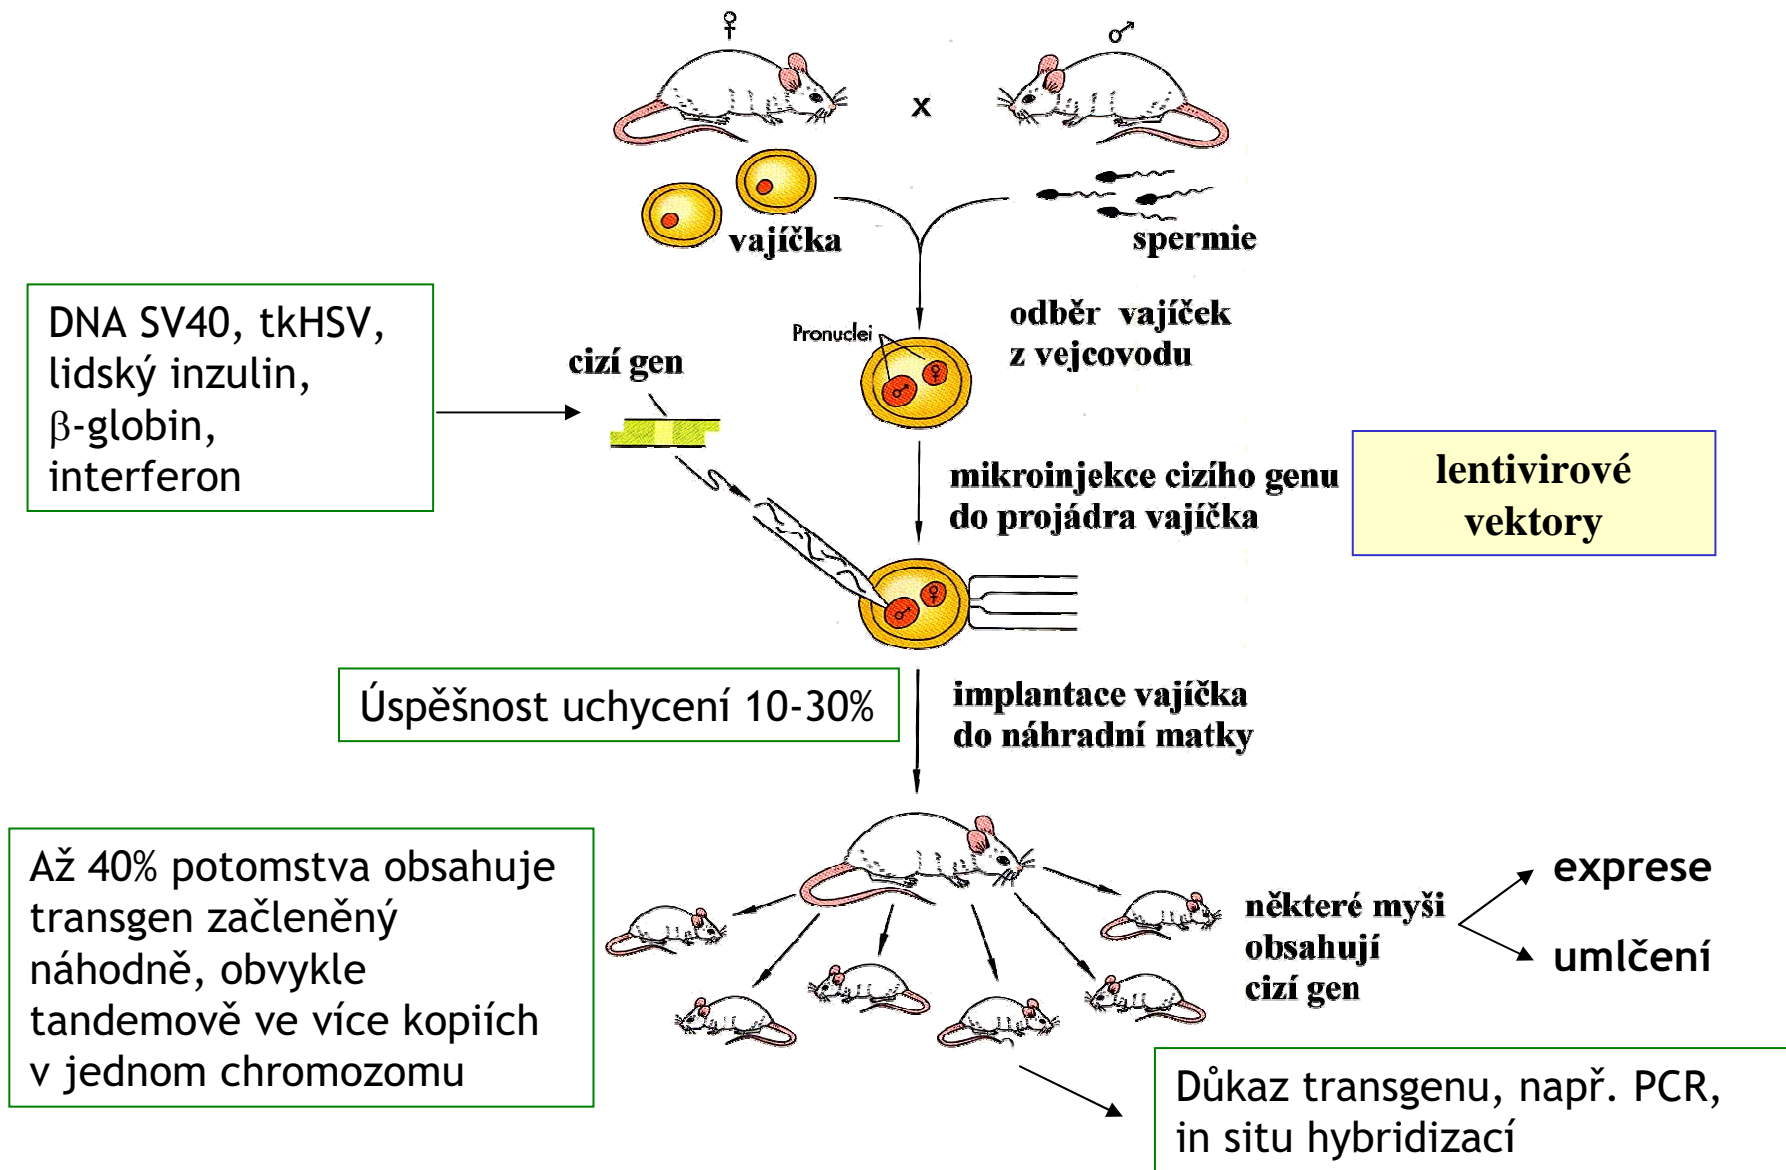 ♀
♂
x
vajíčka
spermie
DNA SV40, tkHSV,
lidský inzulin,
β-globin,
interferon
cizí gen
Pronuclei
♂
♀
odběr vajíček
z vejcovodu
mikroinjekce cizího genu
do projádra vajíčka
lentivirové
vektory
♂
♀
Úspěšnost uchycení 10-30%
implantace vajíčka
do náhradní matky
Až 40% potomstva obsahuje
transgen začleněný
náhodně, obvykle
tandemově ve více kopiích
v jednom chromozomu
některé myši
obsahují
cizí gen
exprese
umlčení
Důkaz transgenu, např. PCR,
in situ hybridizací